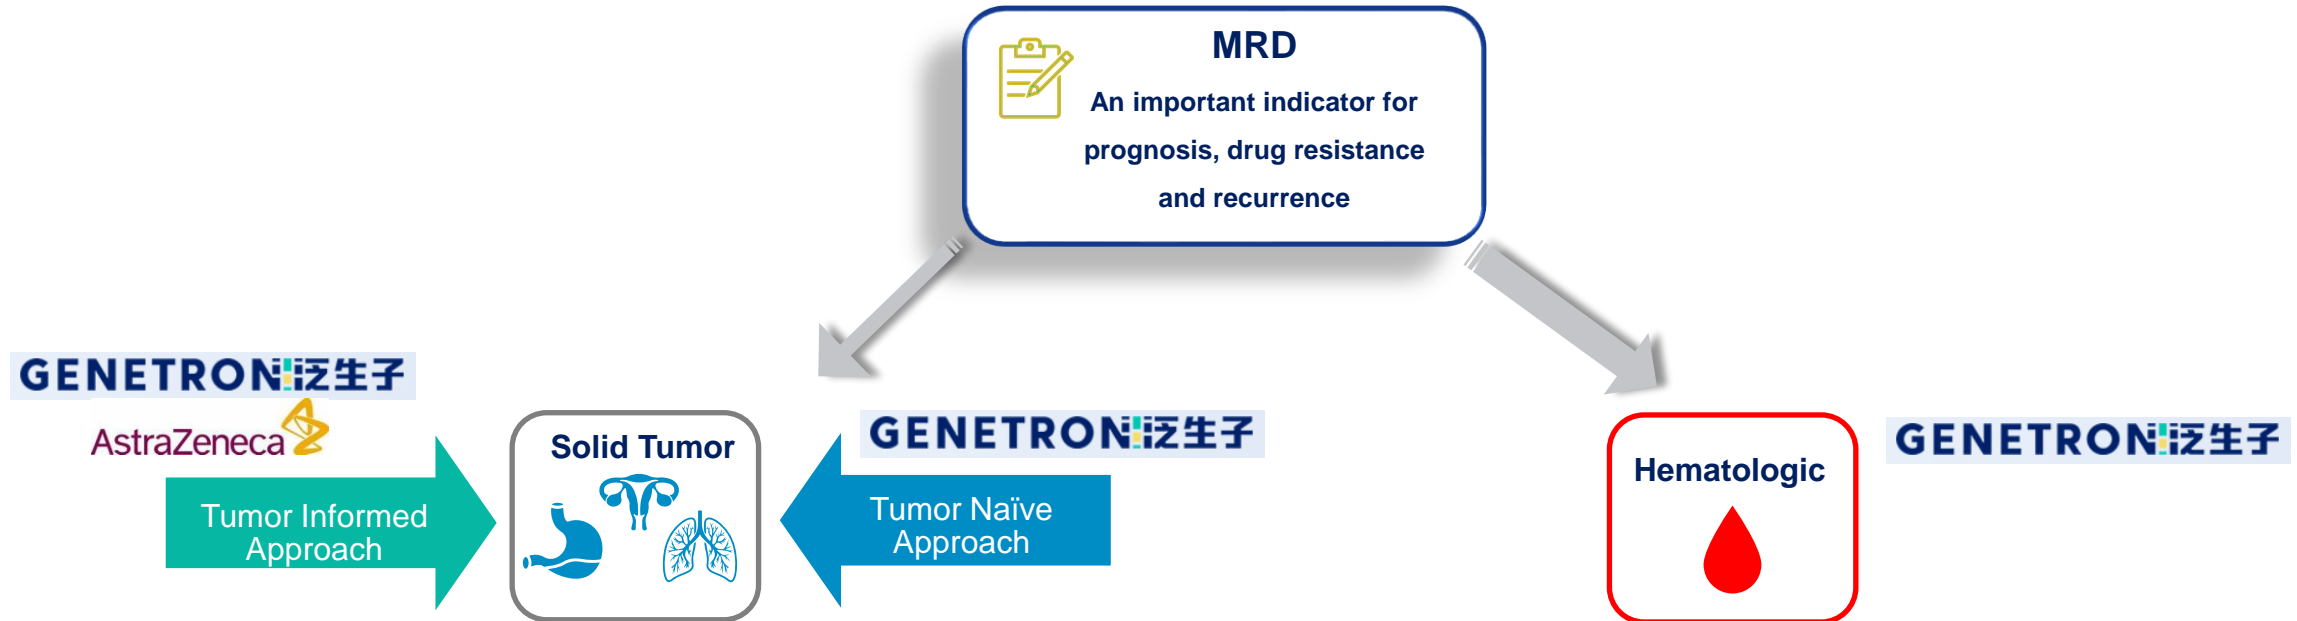 MRD
An important indicator for
prognosis, drug resistance
and recurrence
GENETRON泛生子
AstraZeneca
Tumor Informed
Approach
Solid Tumor
GENETRON泛生子
Tumor Naïve
Approach
Hematologic
GENETRON泛生子